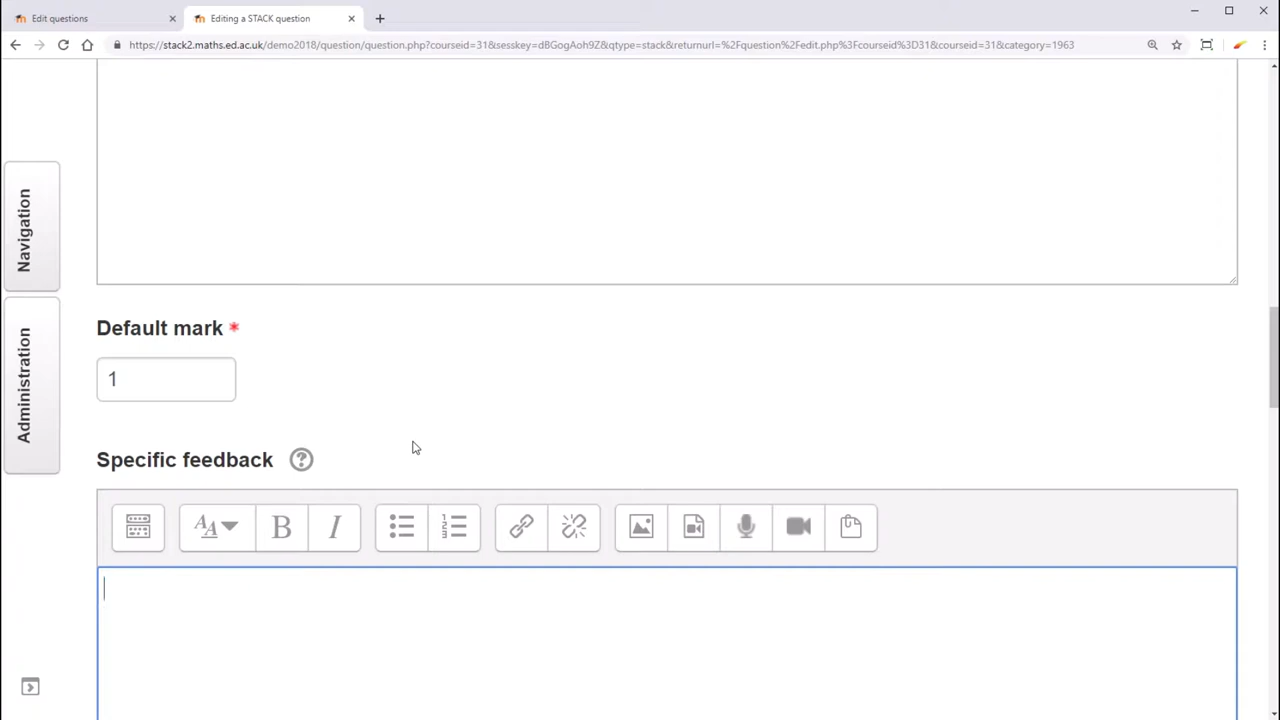 Edit questions
Editing a STACK question
https://stack2.maths.ed.ac.uk/demo2018/question/question.php?courseid=31&sesskey=dBGogAoh9Z&qtype=stack&returnurl=%2Fquestion%2Fedit.php%3Fcourseid%3D31&courseid=31&category=1963
Navigation
Administration
Default mark *
1
Specific feedback